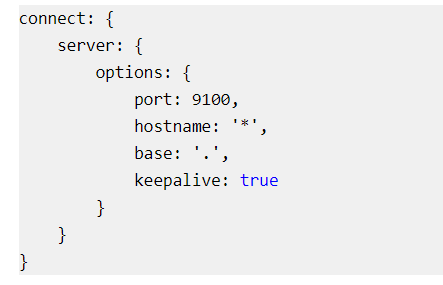 connect: {
    server: {
        options: {
            port: 9100,
            hostname: '*',
            base: '.',
            keepalive: true
        }
    }
}